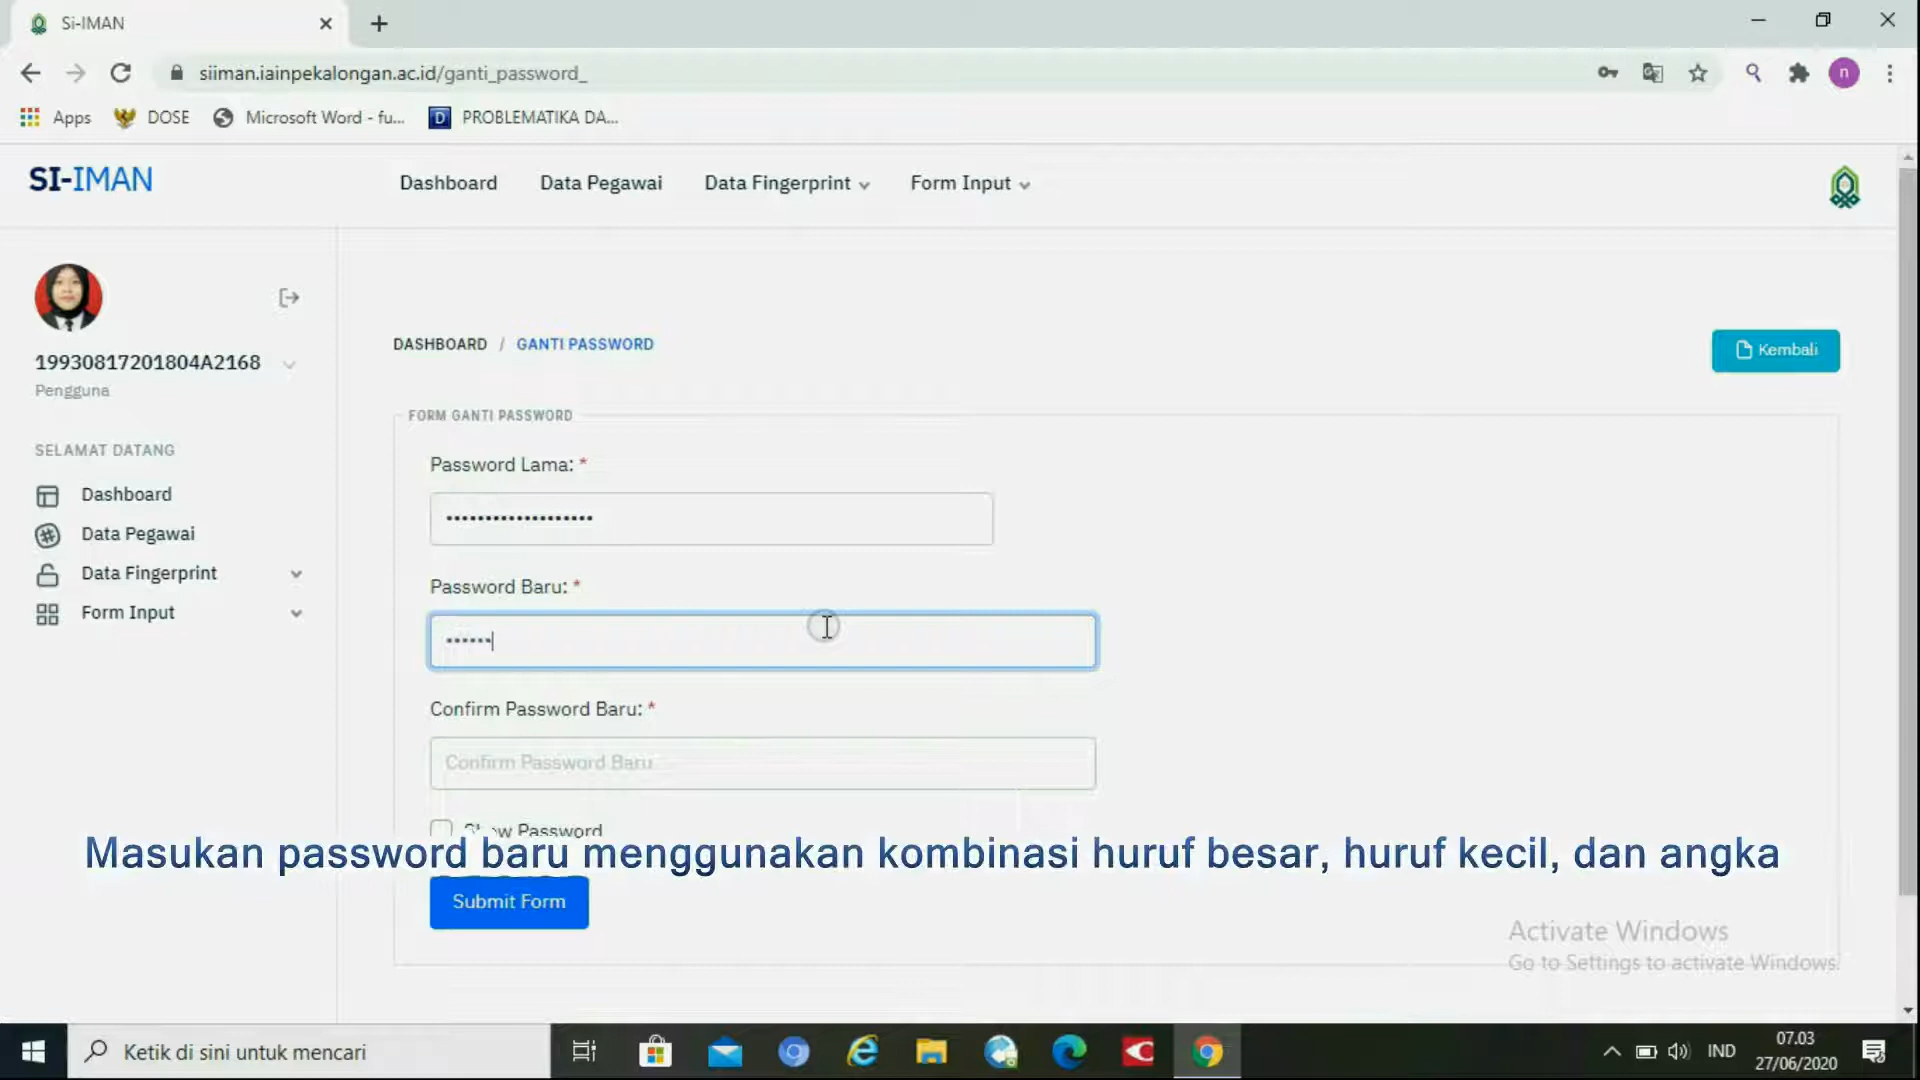 Si-IMAN
siiman.iainpekalongan.ac.id/ganti_password_
n
Apps
DOSE
Microsoft Word - fu...
D
PROBLEMATIKA DA...
SI-IMAN
Dashboard
Data Pegawai
Data Fingerprint
Form Input
19930817201804A2168
Pengguna
SELAMAT DATANG
Dashboard
Data Pegawai
Data Fingerprint
Form Input
DASHBOARD / GANTI PASSWORD
Kembali
FORM GANTI PASSWORD
Password Lama: *
•••••••••••••••••••
Password Baru: *
••••••
Confirm Password Baru: *
Confirm Password Baru
Show Password
Masukan password baru menggunakan kombinasi huruf besar, huruf kecil, dan angka
Submit Form
Activate Windows
Go to Settings to activate Windows.
Ketik di sini untuk mencari
IND
07.03
27/06/2020